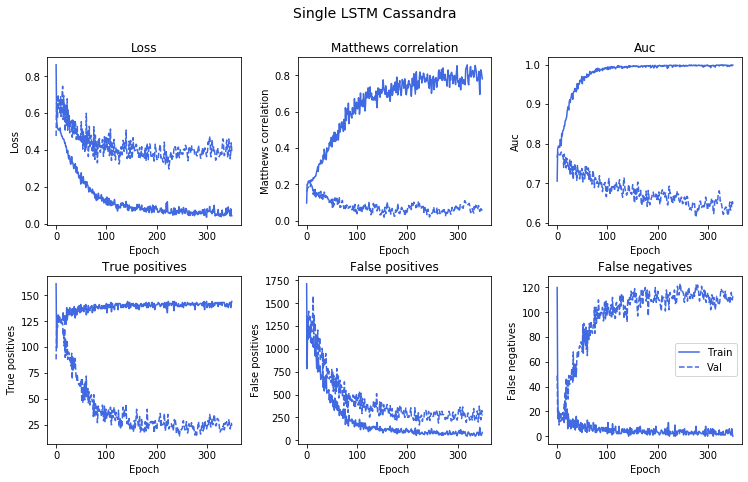 Single LSTM Cassandra
Loss
Matthews correlation
Auc
Loss
0.0
0.2
0.4
0.6
0.8
0
100
200
300
Epoch
Matthews correlation
0.0
0.2
0.4
0.6
0.8
0
100
200
300
Epoch
Auc
0.6
0.7
0.8
0.9
1.0
0
100
200
300
Epoch
True positives
False positives
False negatives
True positives
25
50
75
100
125
150
0
100
200
300
Epoch
False positives
0
250
500
750
1000
1250
1500
1750
0
100
200
300
Epoch
False negatives
0
20
40
60
80
100
120
0
100
200
300
Epoch
Train
Val